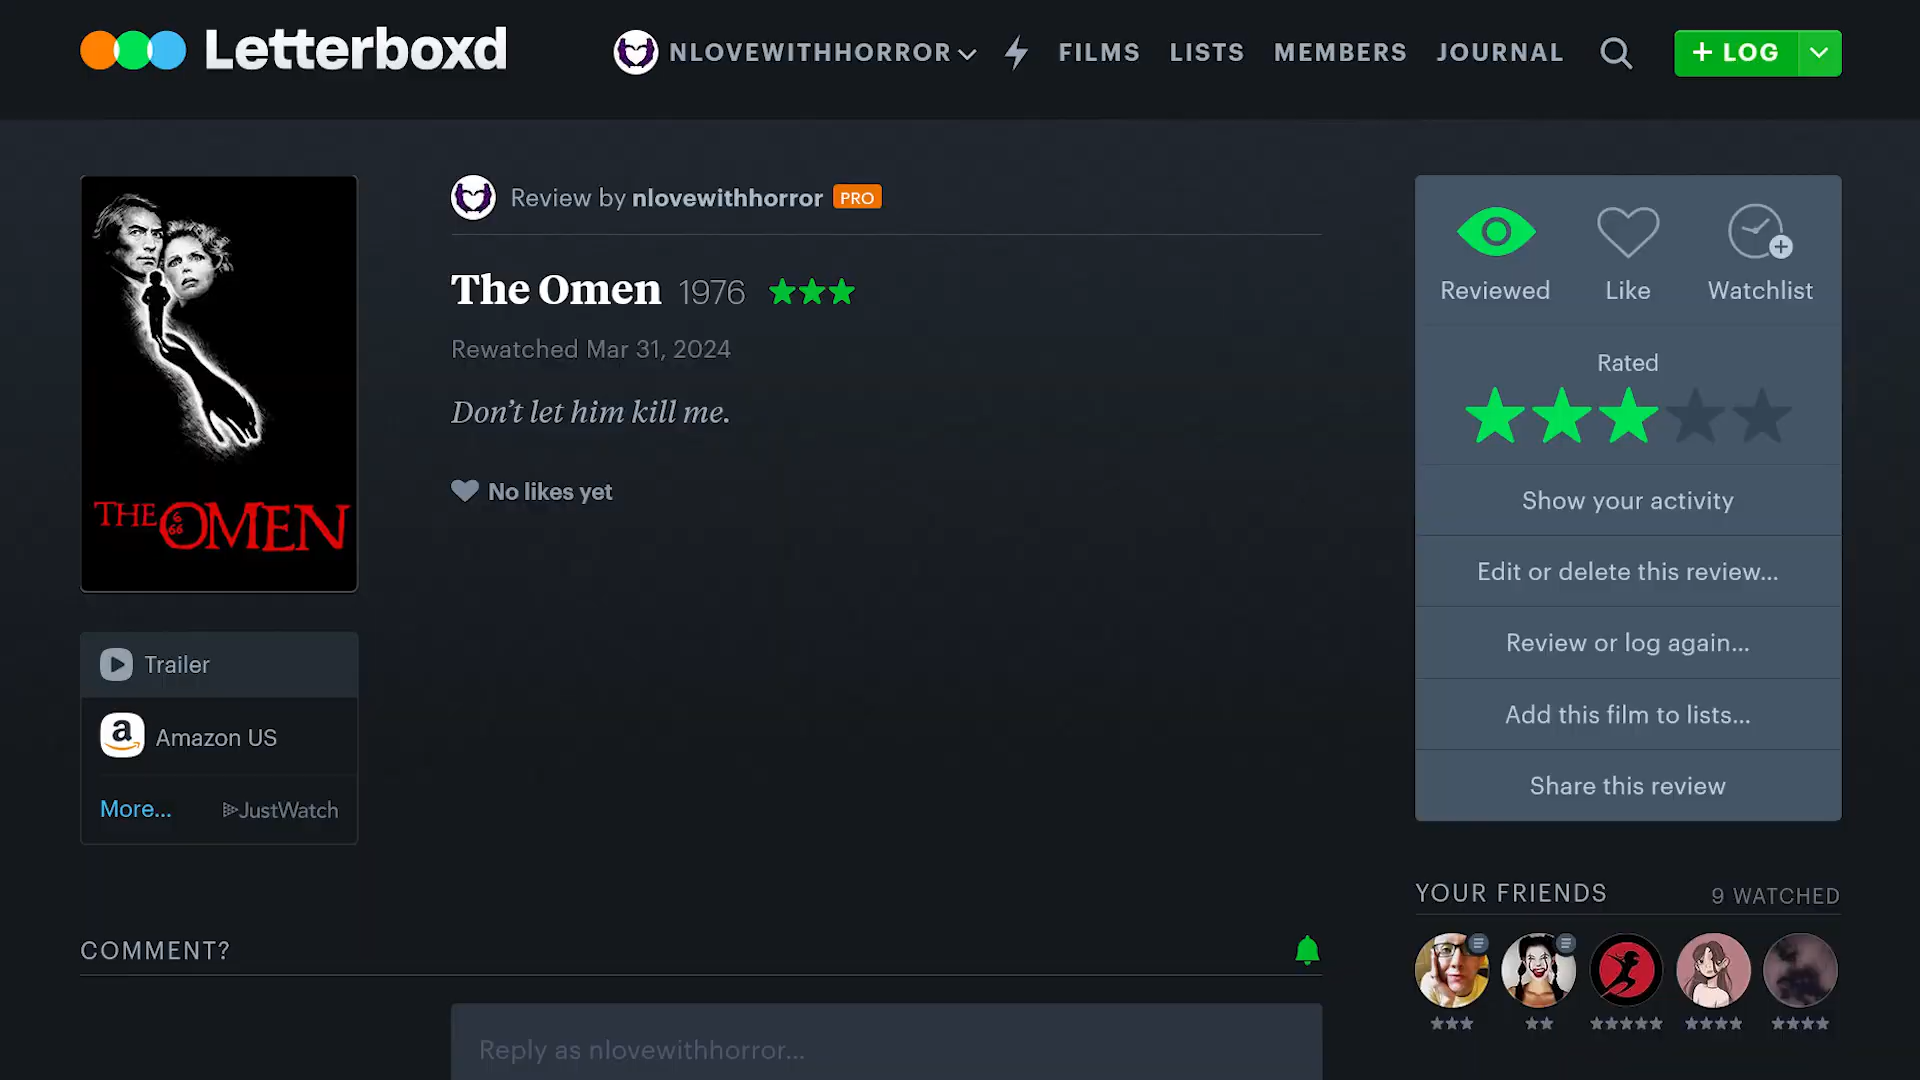 Letterboxd
NLOVEWITHHORROR
FILMS
LISTS
MEMBERS
JOURNAL
+ LOG
THE OMEN
666
Review by nlovewithhorror PRO
The Omen 1976 ★★★
Rewatched Mar 31, 2024
Don’t let him kill me.
No likes yet
Reviewed
Like
Watchlist
Rated
Show your activity
Edit or delete this review…
Review or log again…
Add this film to lists…
Share this review
Trailer
a Amazon US
More…
JustWatch
YOUR FRIENDS
9 WATCHED
★★★
★★
★★★★★
★★★★
★★★★
COMMENT?
Reply as nlovewithhorror…